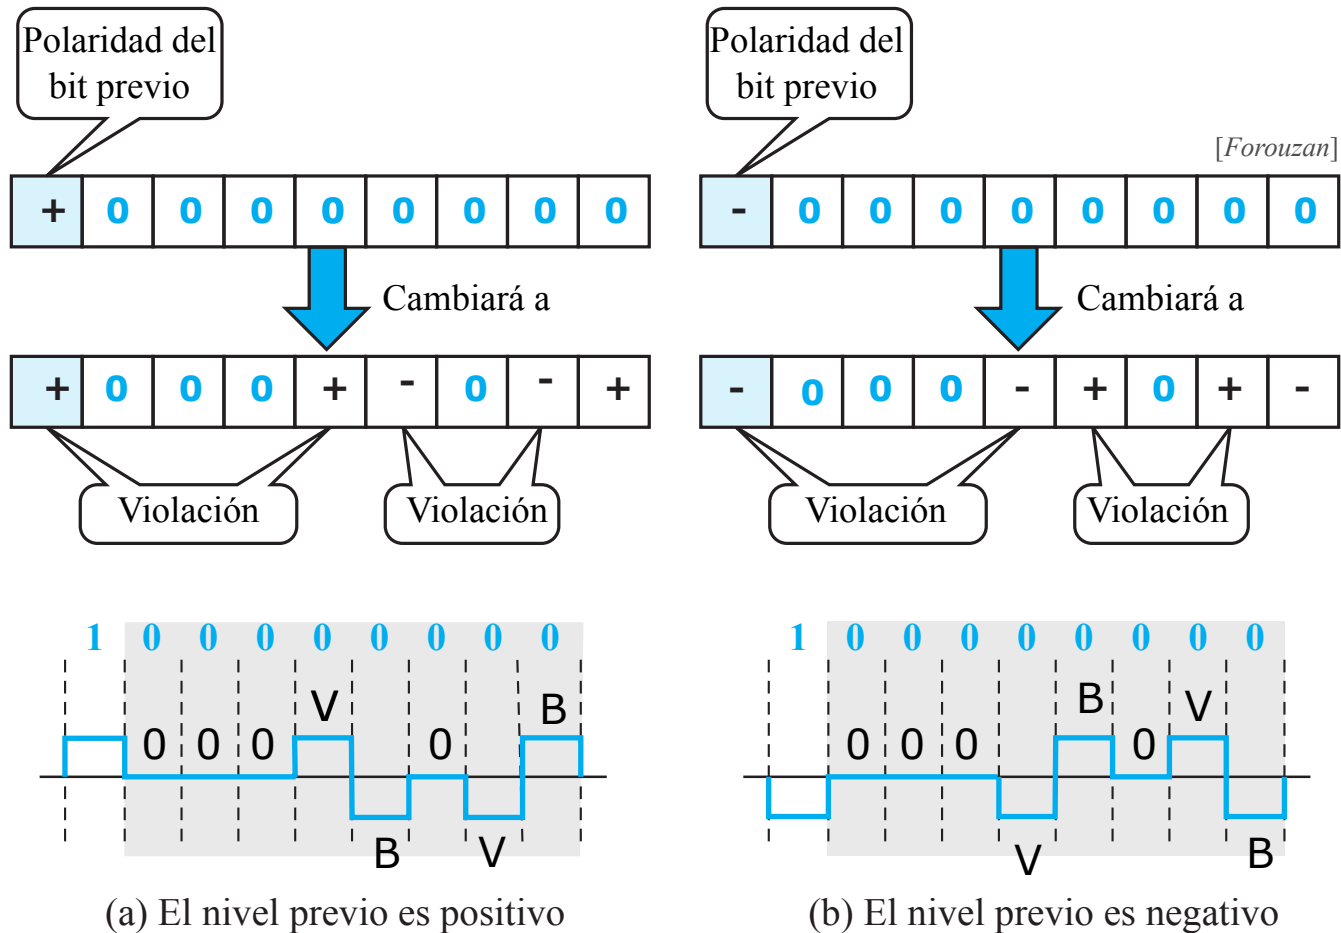 Polaridad del
bit previo
Polaridad del
bit previo
[Forouzan]
+ 0 0 0 0 0 0 0 0
- 0 0 0 0 0 0 0 0
Cambiará a
Cambiará a
+ 0 0 0 + - 0 - +
- 0 0 0 - + 0 + -
Violación
Violación
Violación
Violación
1 0 0 0 0 0 0 0 0
0 0 0 V B 0 V B
1 0 0 0 0 0 0 0 0
0 0 0 V B 0 V B
(a) El nivel previo es positivo
(b) El nivel previo es negativo